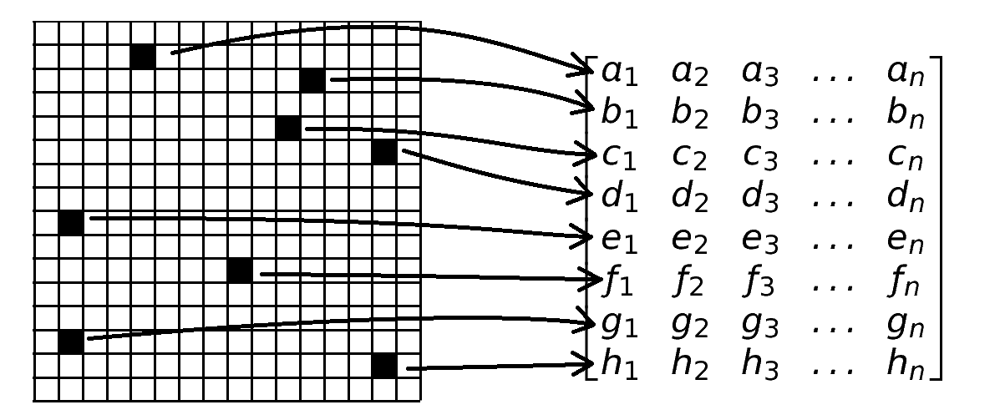 a₁ a₂ a₃ ... aₙ
b₁ b₂ b₃ ... bₙ
c₁ c₂ c₃ ... cₙ
d₁ d₂ d₃ ... dₙ
e₁ e₂ e₃ ... eₙ
f₁ f₂ f₃ ... fₙ
g₁ g₂ g₃ ... gₙ
h₁ h₂ h₃ ... hₙ